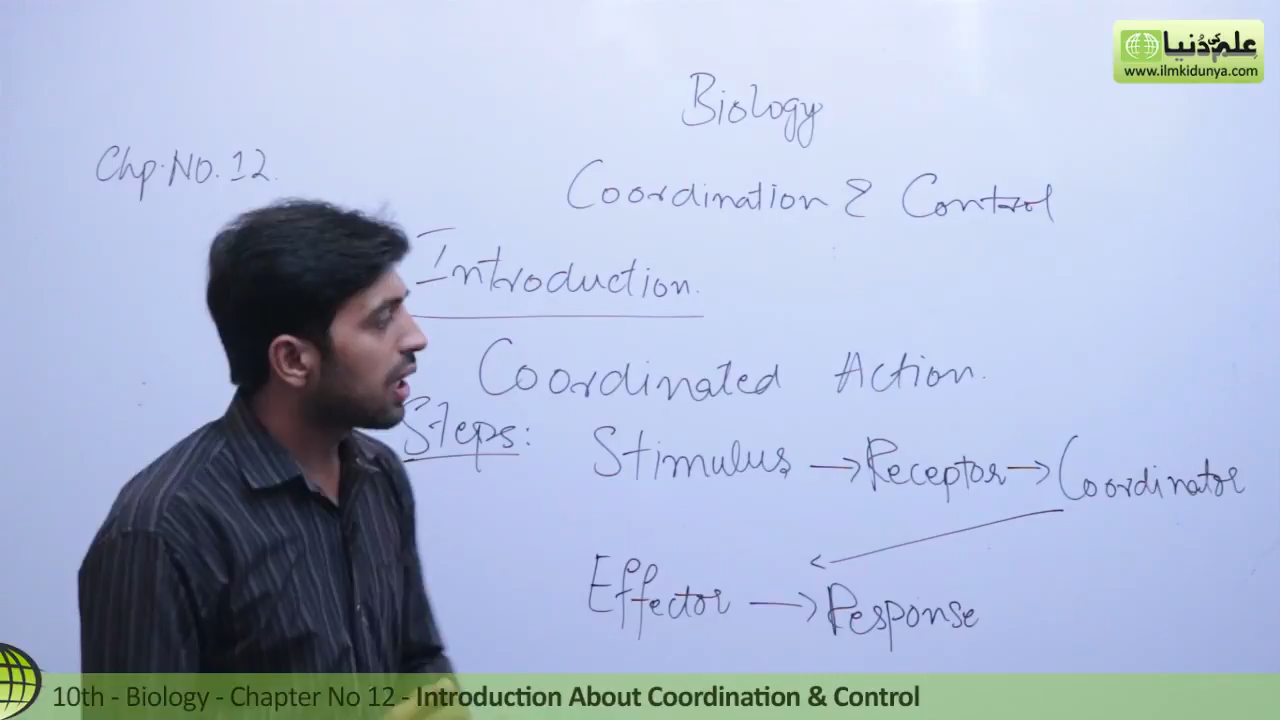 علم کی دُنیا
www.ilmkidunya.com
Biology
Chp. No. 12.
Coordination & Control
Introduction.
Coordinated Action.
Steps: Stimulus → Receptor → Coordinator
Effector → Response
10th - Biology - Chapter No 12 - Introduction About Coordination & Control